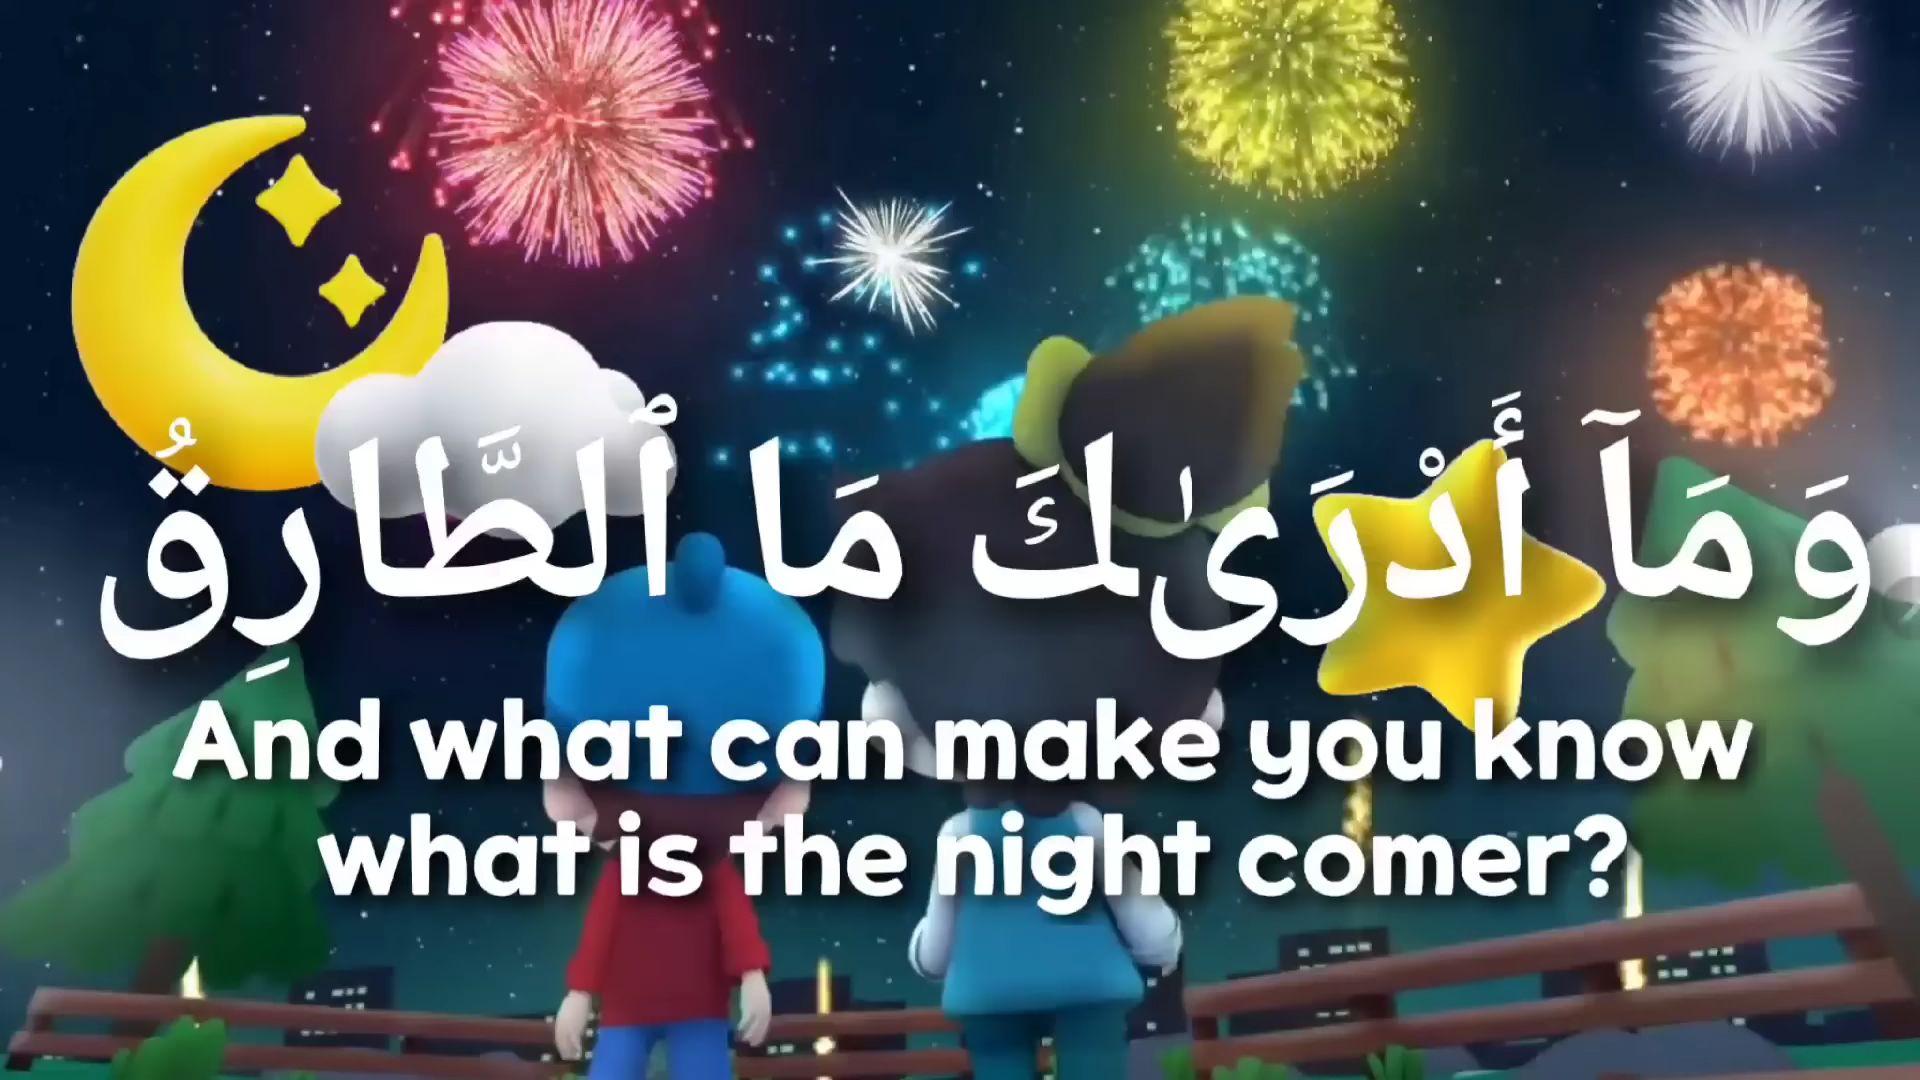 وَمَآ أَدْرَىٰكَ مَا ٱلطَّارِقُ
And what can make you know
what is the night comer?